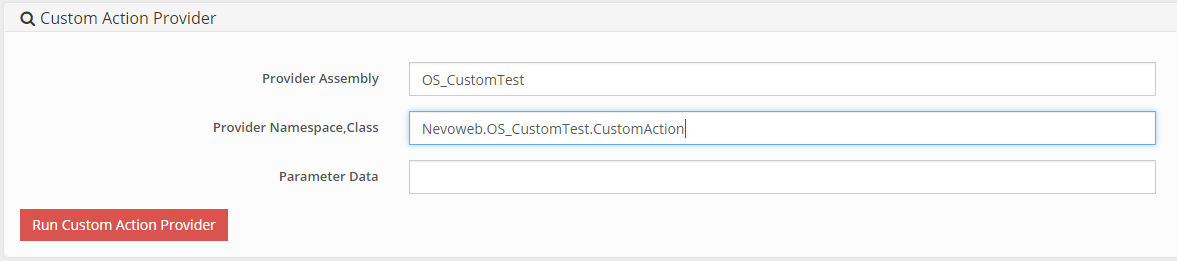 Custom Action Provider
Provider Assembly OS_CustomTest
Provider Namespace,Class Nevoweb.OS_CustomTest.CustomAction
Parameter Data
Run Custom Action Provider